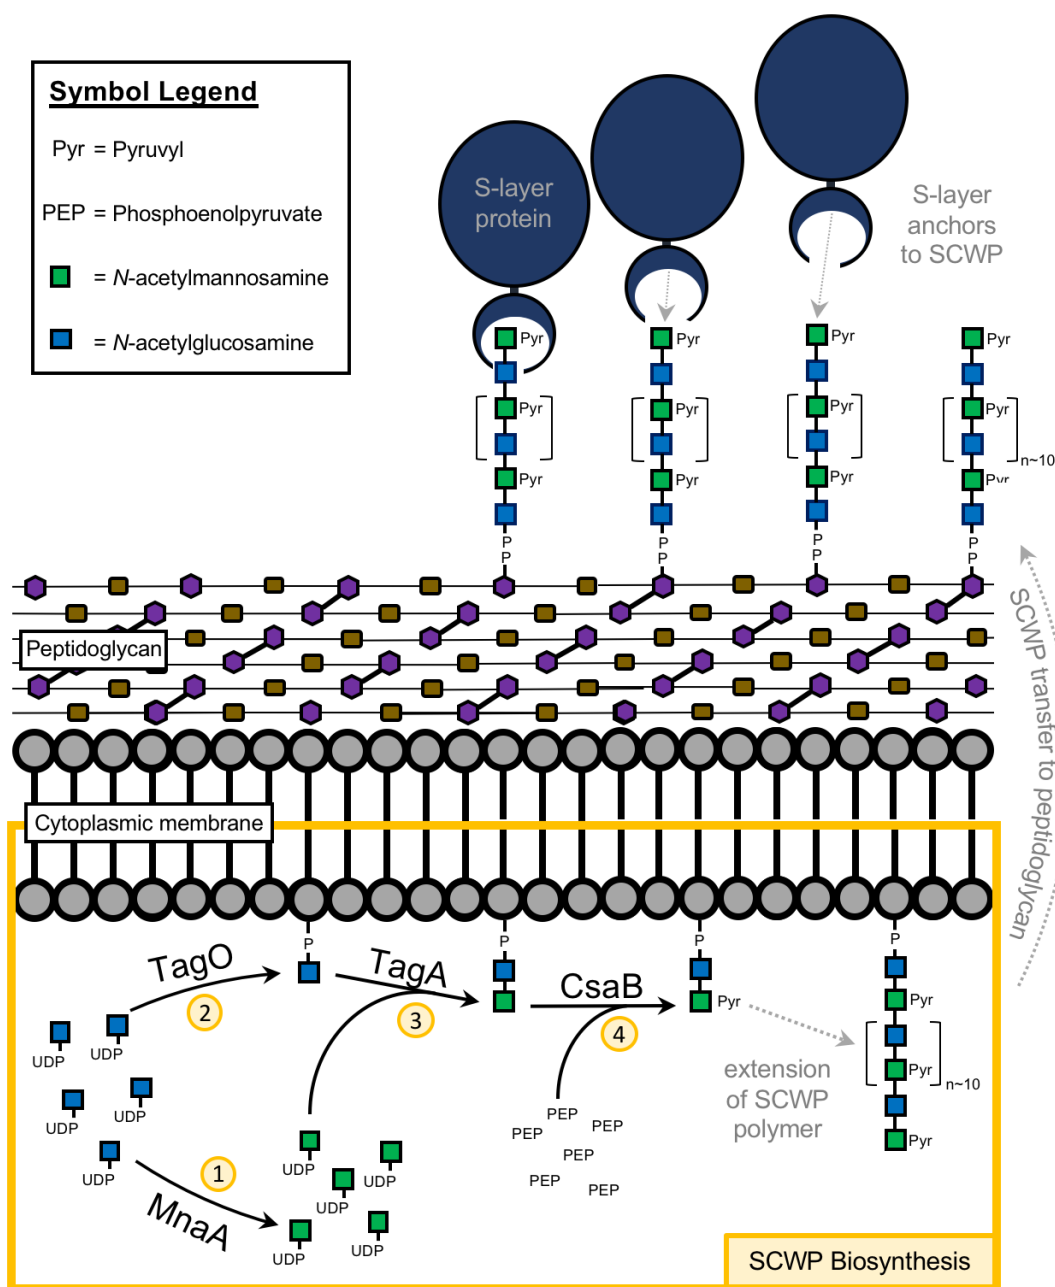 Symbol Legend
Pyr = Pyruvyl
PEP = Phosphoenolpyruvate
= N-acetylmannosamine
= N-acetylglucosamine
S-layer
protein
S-layer
anchors
to SCWP
Pyr
Pyr
Pyr
Pyr
Pyr
Pyr
Pyr
Pyr
n~10
Pyr
Pyr
Pyr
Pyr
P
P
P
P
P
P
P
P
SCWP transfer to peptidoglycan
Peptidoglycan
Cytoplasmic membrane
P
P
P
P
TagO
2
TagA
3
CsaB
4
Pyr
Pyr
Pyr
n~10
Pyr
extension
of SCWP
polymer
UDP
UDP
UDP
UDP
UDP
1
MnaA
UDP
UDP
UDP
UDP
UDP
PEP
PEP
PEP
PEP
PEP
PEP
SCWP Biosynthesis